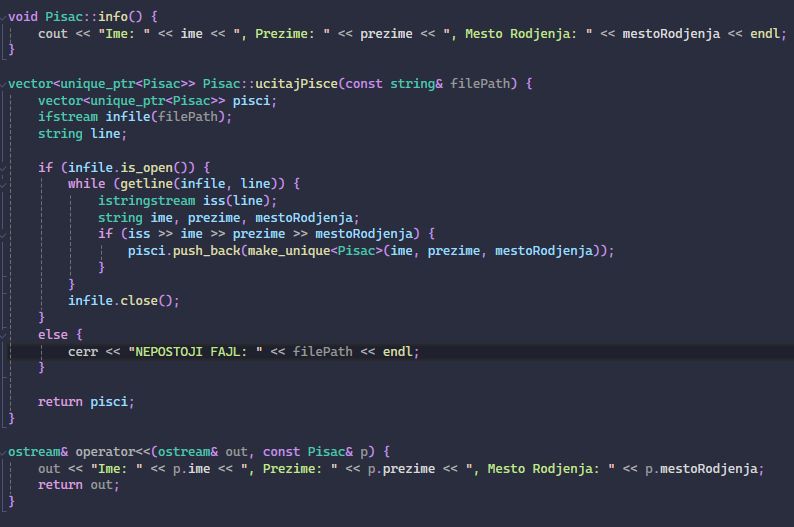 void Pisac::info() {
    cout << "Ime: " << ime << ", Prezime: " << prezime << ", Mesto Rodjenja: " << mestoRodjenja << endl;
}
vector<unique_ptr<Pisac>> Pisac::ucitajPisce(const string& filePath) {
    vector<unique_ptr<Pisac>> pisci;
    ifstream infile(filePath);
    string line;
    if (infile.is_open()) {
        while (getline(infile, line)) {
            istringstream iss(line);
            string ime, prezime, mestoRodjenja;
            if (iss >> ime >> prezime >> mestoRodjenja) {
                pisci.push_back(make_unique<Pisac>(ime, prezime, mestoRodjenja));
            }
        }
        infile.close();
    }
    else {
        cerr << "NEPOSTOJI FAJL: " << filePath << endl;
    }
    return pisci;
}
ostream& operator<<(ostream& out, const Pisac& p) {
    out << "Ime: " << p.ime << ", Prezime: " << p.prezime << ", Mesto Rodjenja: " << p.mestoRodjenja;
    return out;
}